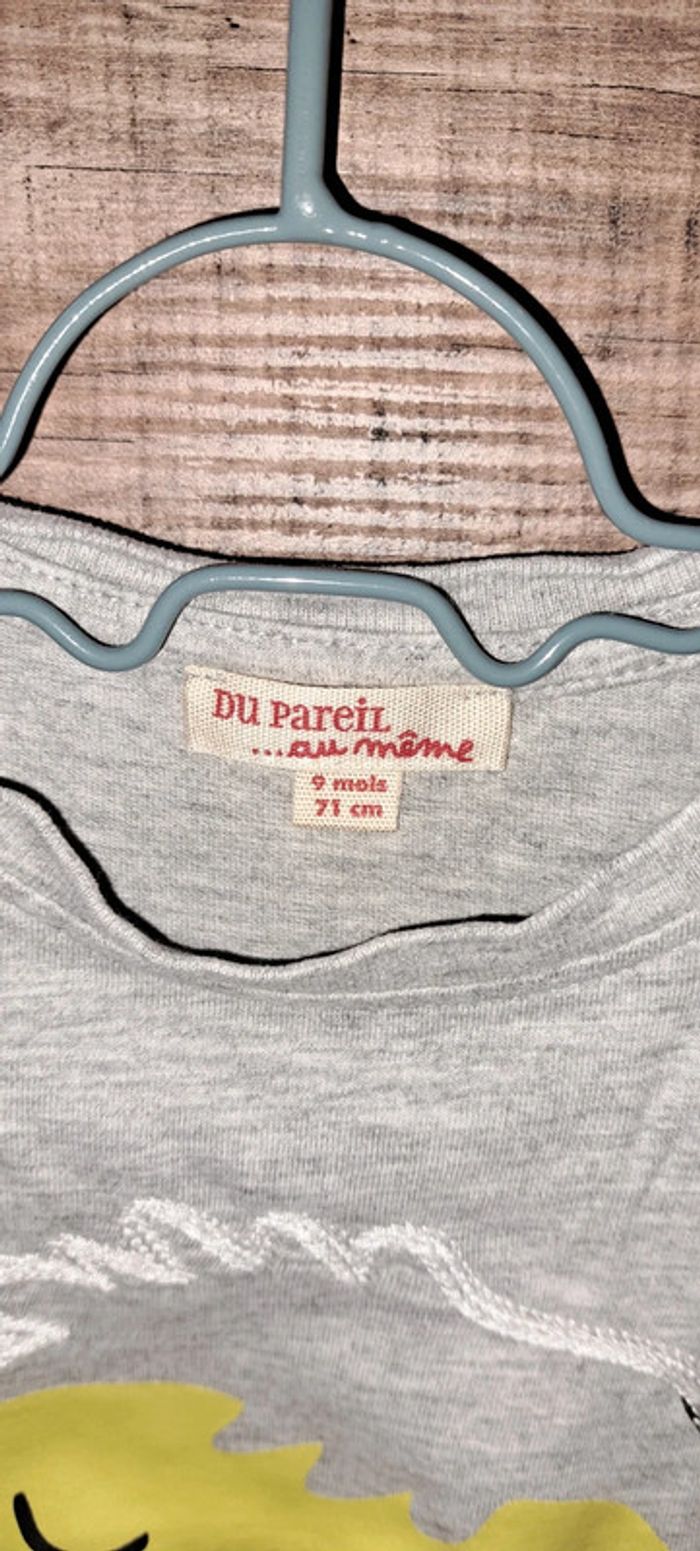 DU PareiL
...au même
9 mois
71 cm